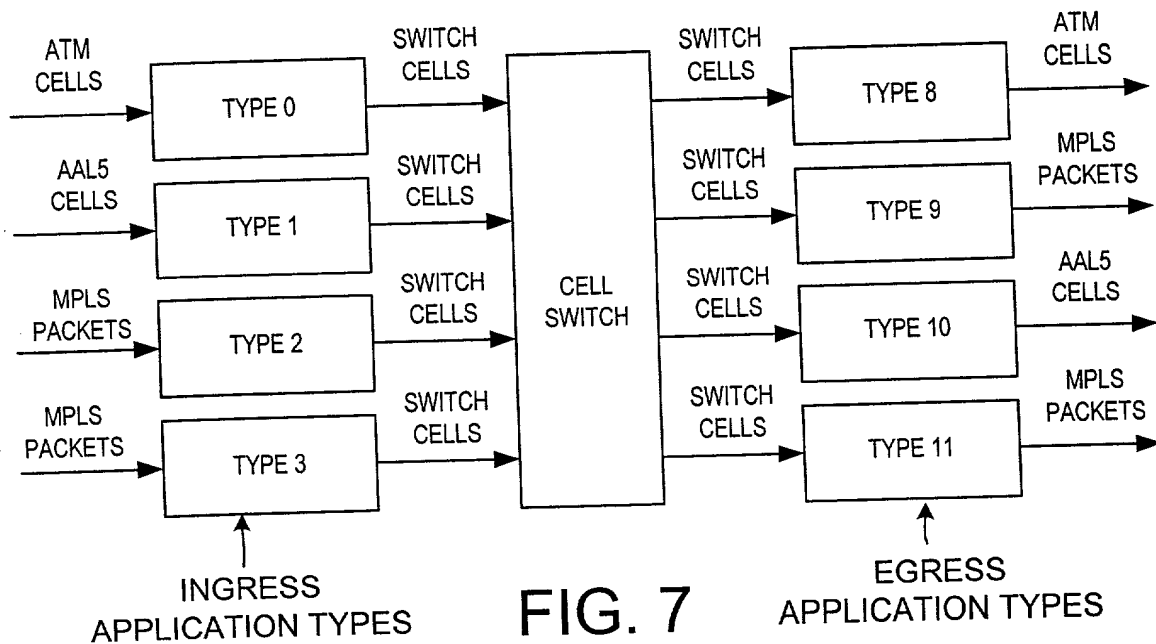 ATM
CELLS
TYPE 0
SWITCH
CELLS
SWITCH
CELLS
TYPE 8
ATM
CELLS
AAL5
CELLS
TYPE 1
SWITCH
CELLS
SWITCH
CELLS
TYPE 9
MPLS
PACKETS
MPLS
PACKETS
TYPE 2
SWITCH
CELLS
CELL
SWITCH
SWITCH
CELLS
TYPE 10
AAL5
CELLS
MPLS
PACKETS
TYPE 3
SWITCH
CELLS
SWITCH
CELLS
TYPE 11
MPLS
PACKETS
INGRESS
APPLICATION TYPES
EGRESS
APPLICATION TYPES
FIG. 7